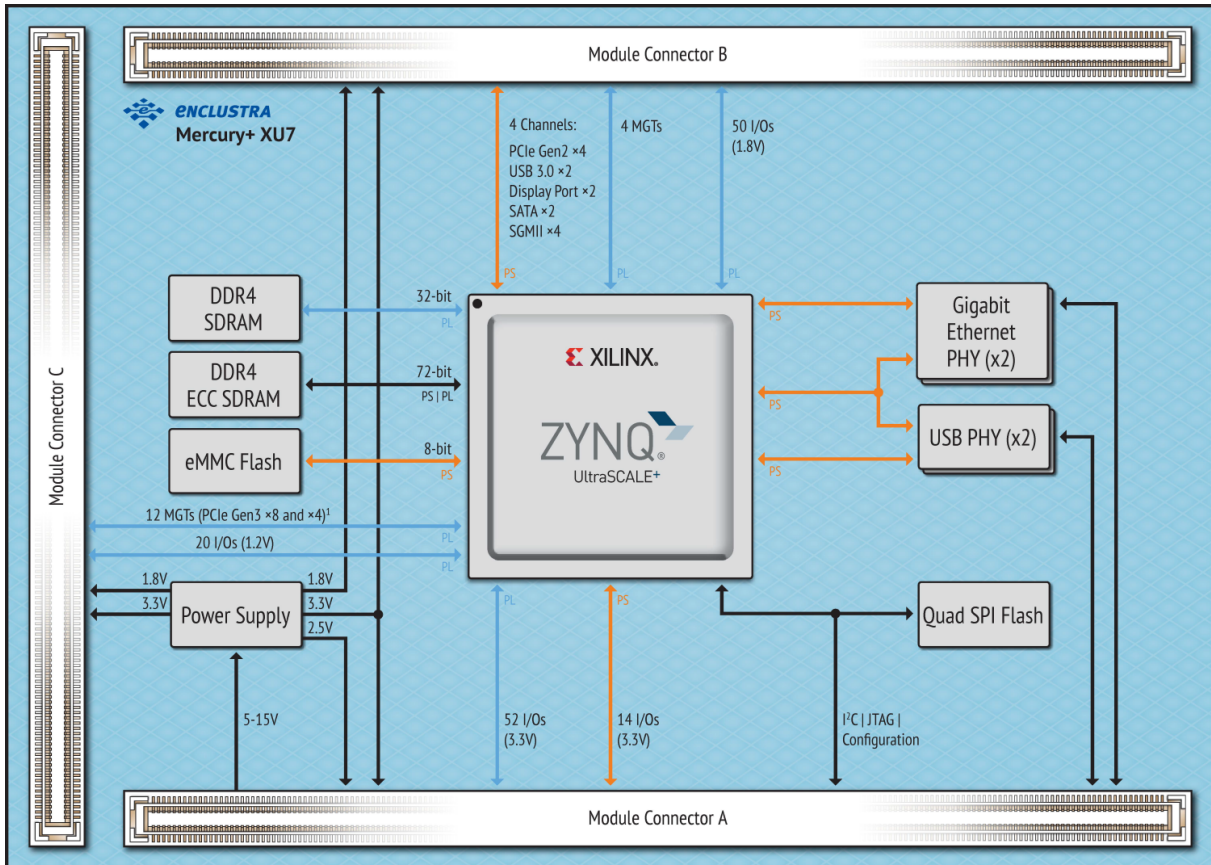 Module Connector B
ENCLUSTRA
Mercury+ XU7
4 Channels:
PCIe Gen2 ×4
USB 3.0 ×2
Display Port ×2
SATA ×2
SGMII ×4
4 MGTs
50 I/Os
(1.8V)
PS
PL
PL
Module Connector C
DDR4
SDRAM
32-bit
PL
DDR4
ECC SDRAM
72-bit
PS | PL
eMMC Flash
8-bit
PS
12 MGTs (PCIe Gen3 ×8 and ×4)¹
PL
20 I/Os (1.2V)
PL
XILINX®
ZYNQ®
UltraSCALE+
PS
Gigabit
Ethernet
PHY (x2)
PS
USB PHY (x2)
PS
1.8V
3.3V
Power Supply
1.8V
3.3V
2.5V
5-15V
PL
PS
52 I/Os
(3.3V)
14 I/Os
(3.3V)
Quad SPI Flash
I²C | JTAG |
Configuration
Module Connector A